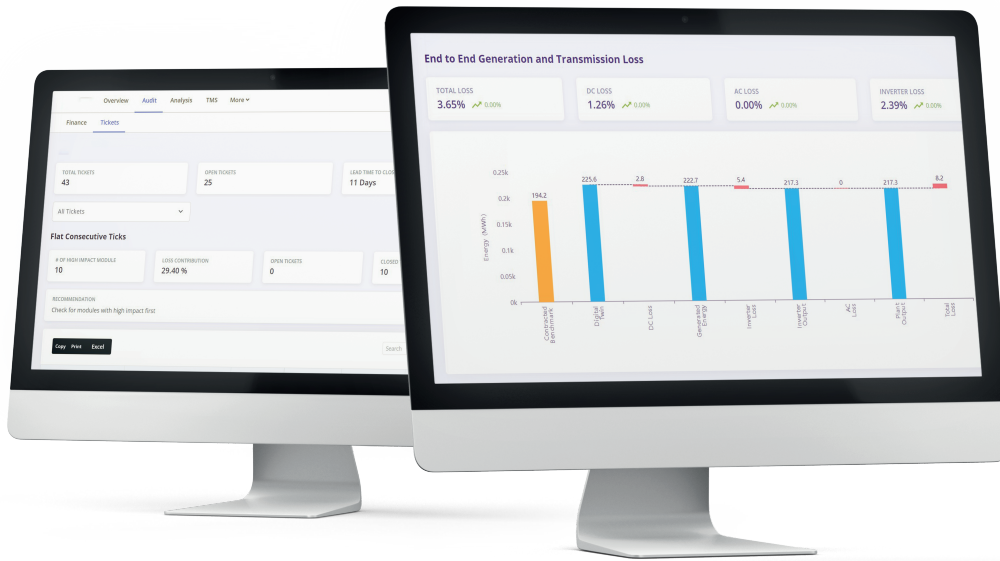 Overview Audit Analysis TMS More
Finance Tickets
TOTAL TICKETS
43
OPEN TICKETS
25
LEAD TIME TO CLOS
11 Days
All Tickets
Flat Consecutive Ticks
# OF HIGH IMPACT MODULE
10
LOSS CONTRIBUTION
29.40 %
OPEN TICKETS
0
CLOSED
10
RECOMMENDATION
Check for modules with high impact first
Copy Print Excel
Search
End to End Generation and Transmission Loss
TOTAL LOSS
3.65% 0.00%
DC LOSS
1.26% 0.00%
AC LOSS
0.00% 0.00%
INVERTER LOSS
2.39% 0.00%
Energy (MWh)
0.25k
0.2k
0.15k
0.1k
0.05k
0k
194.2
225.6
2.8
222.7
5.4
217.3
0
217.3
8.2
Contracted
Benchmark
Digital
Twin
DC Loss
Generated
Energy
Inverter
Loss
Inverter
Output
AC
Loss
Plant
Output
Total
Loss